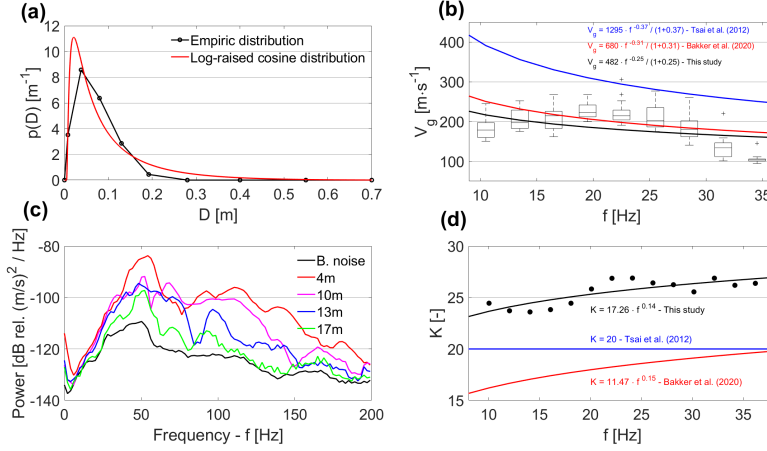 (a)
12
10
8
6
4
2
0
p(D) [m⁻¹]
Empiric distribution
Log-raised cosine distribution
0 0.1 0.2 0.3 0.4 0.5 0.6 0.7
D [m]
(b)
400
300
200
100
V_g [m·s⁻¹]
V_g = 1295 · f^-0.37 / (1+0.37) - Tsai et al. (2012)
V_g = 680 · f^-0.31 / (1+0.31) - Bakker et al. (2020)
V_g = 482 · f^-0.25 / (1+0.25) - This study
10 15 20 25 30 35
f [Hz]
(c)
-80
-100
-120
-140
Power [dB rel. (m/s)² / Hz]
B. noise
4m
10m
13m
17m
0 50 100 150 200
Frequency - f [Hz]
(d)
30
25
20
15
K [-]
K = 17.26 · f^0.14 - This study
K = 20 - Tsai et al. (2012)
K = 11.47 · f^0.15 - Bakker et al. (2020)
10 15 20 25 30 35
f [Hz]